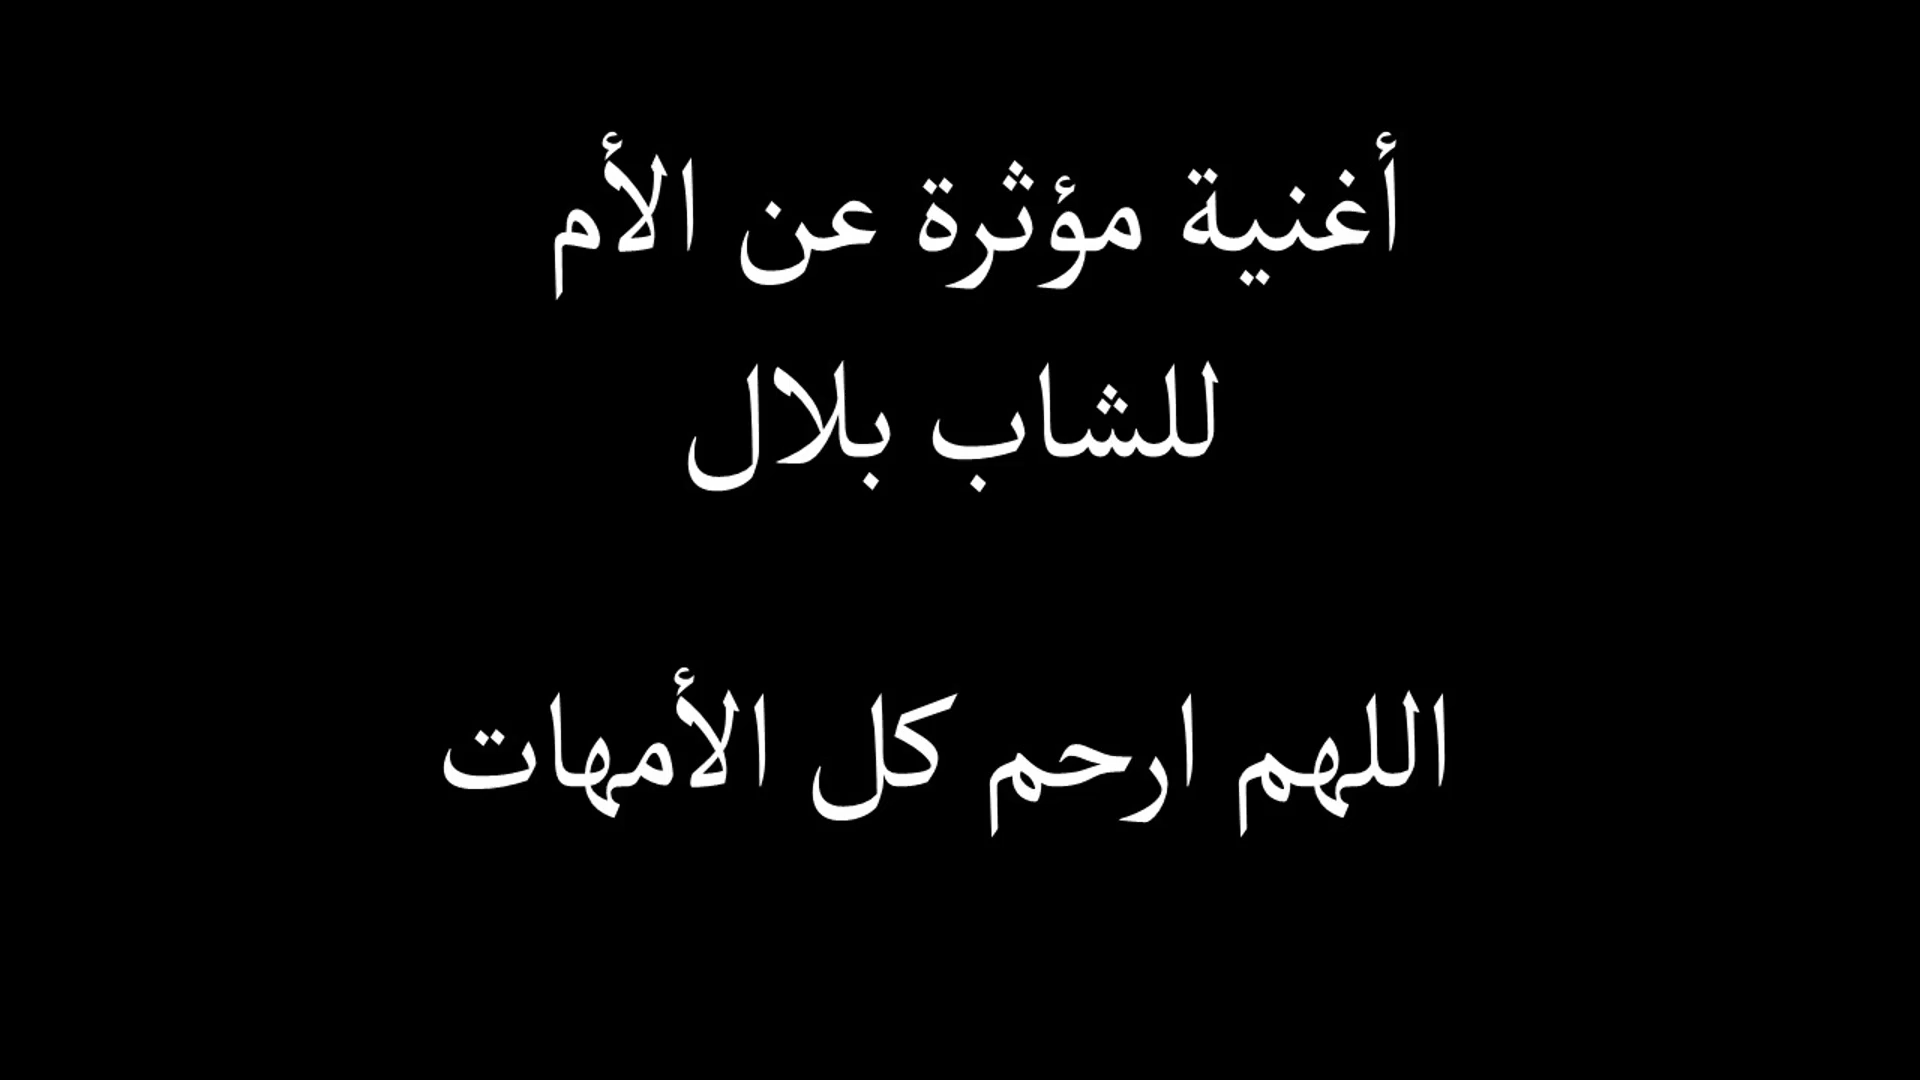 أغنية مؤثرة عن الأم
للشاب بلال
اللهم ارحم كل الأمهات